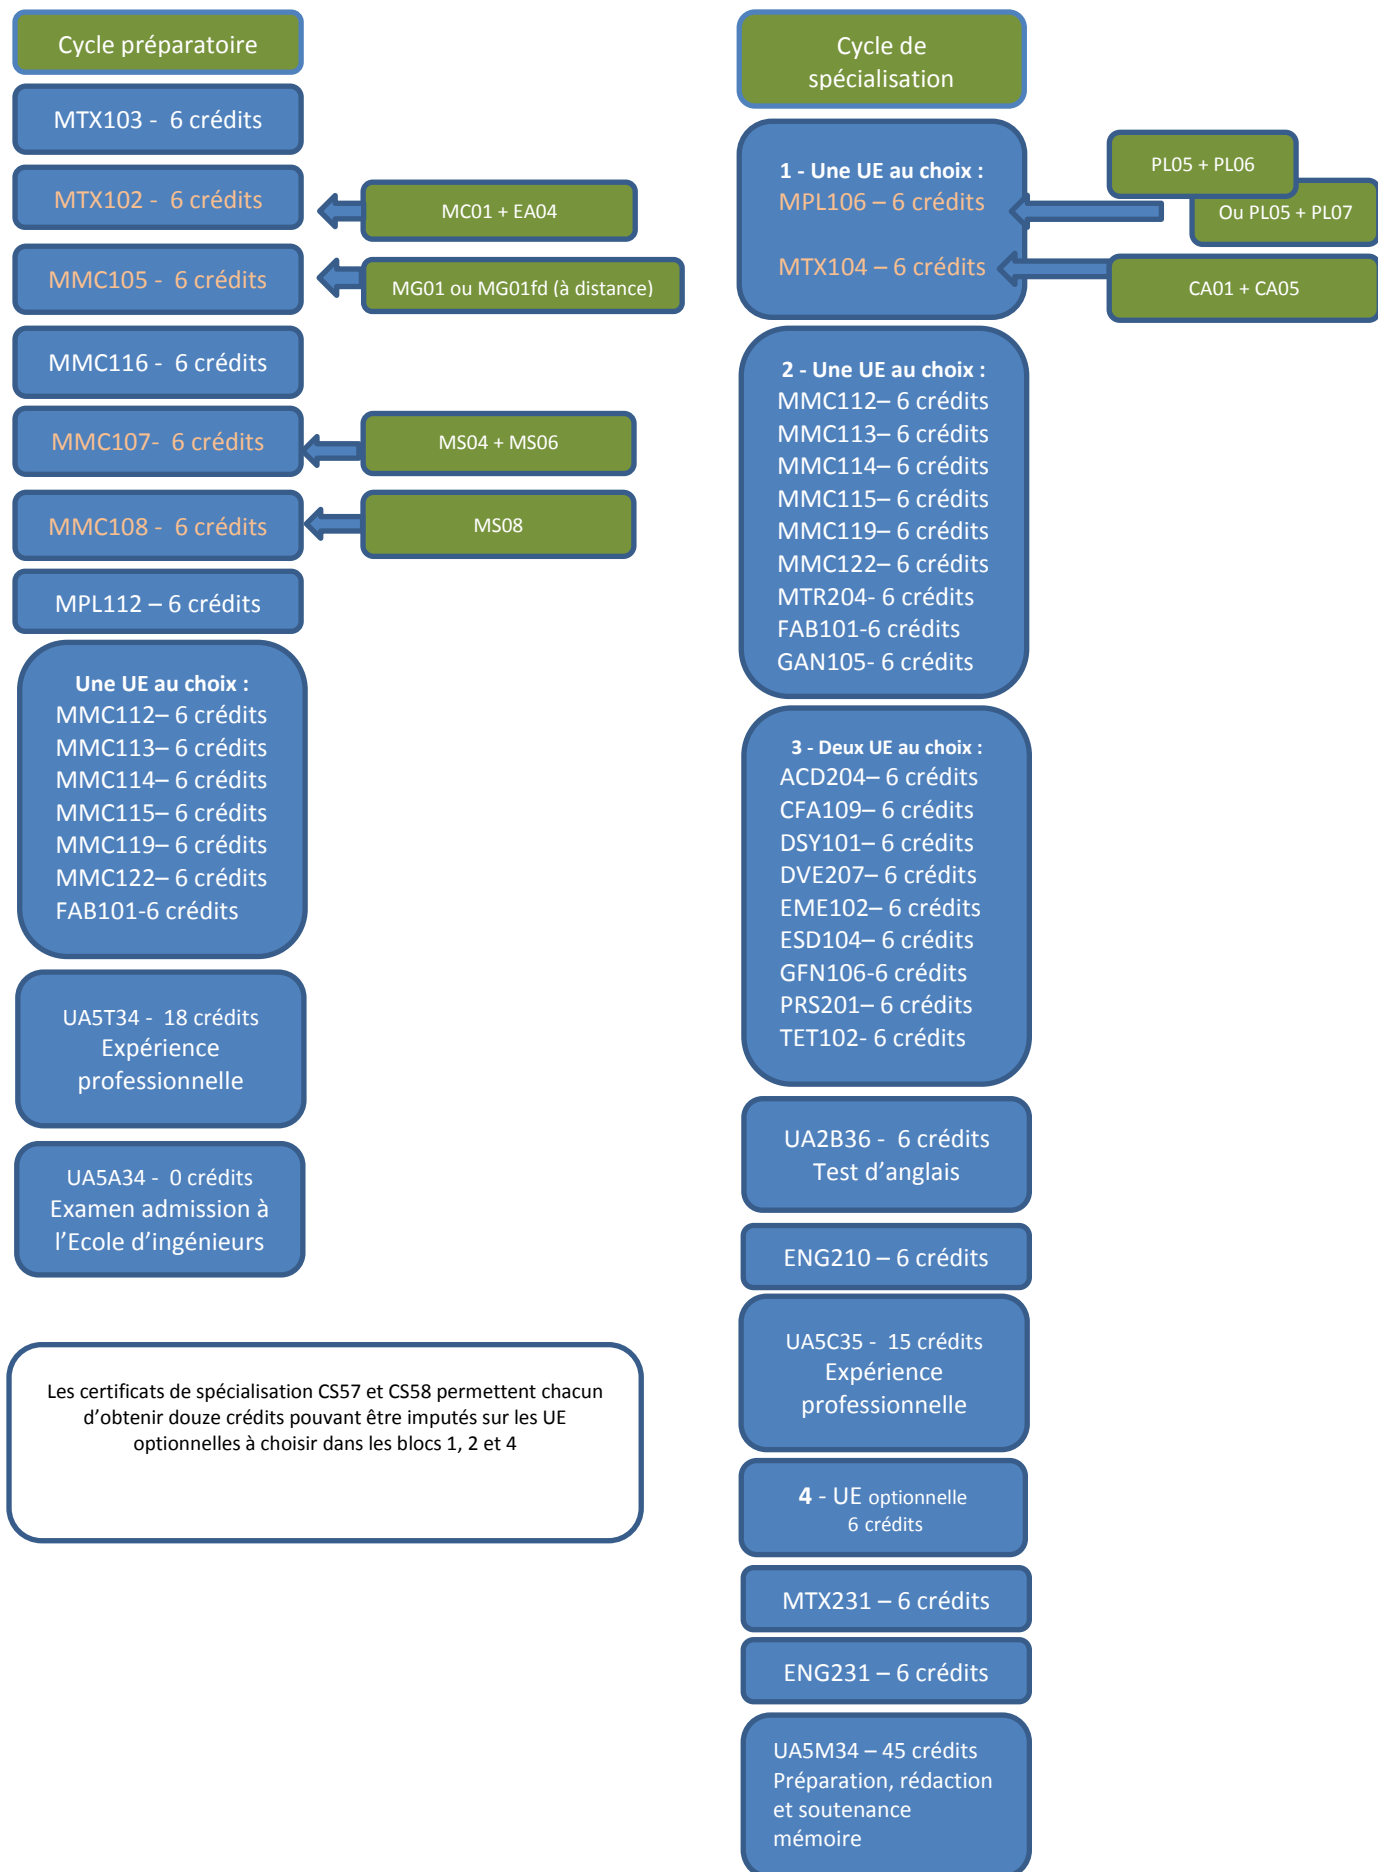 Cycle préparatoire
MTX103 - 6 crédits
MTX102 - 6 crédits
MC01 + EA04
MMC105 - 6 crédits
MG01 ou MG01fd (à distance)
MMC116 - 6 crédits
MMC107- 6 crédits
MS04 + MS06
MMC108 - 6 crédits
MS08
MPL112 – 6 crédits
Une UE au choix :
MMC112– 6 crédits
MMC113– 6 crédits
MMC114– 6 crédits
MMC115– 6 crédits
MMC119– 6 crédits
MMC122– 6 crédits
FAB101-6 crédits
UA5T34 - 18 crédits
Expérience
professionnelle
UA5A34 - 0 crédits
Examen admission à
l’Ecole d’ingénieurs
Les certificats de spécialisation CS57 et CS58 permettent chacun
d’obtenir douze crédits pouvant être imputés sur les UE
optionnelles à choisir dans les blocs 1, 2 et 4
Cycle de
spécialisation
1 - Une UE au choix :
MPL106 – 6 crédits
PL05 + PL06
Ou PL05 + PL07
MTX104 – 6 crédits
CA01 + CA05
2 - Une UE au choix :
MMC112– 6 crédits
MMC113– 6 crédits
MMC114– 6 crédits
MMC115– 6 crédits
MMC119– 6 crédits
MMC122– 6 crédits
MTR204- 6 crédits
FAB101-6 crédits
GAN105- 6 crédits
3 - Deux UE au choix :
ACD204– 6 crédits
CFA109– 6 crédits
DSY101– 6 crédits
DVE207– 6 crédits
EME102– 6 crédits
ESD104– 6 crédits
GFN106-6 crédits
PRS201– 6 crédits
TET102- 6 crédits
UA2B36 - 6 crédits
Test d’anglais
ENG210 – 6 crédits
UA5C35 - 15 crédits
Expérience
professionnelle
4 - UE optionnelle
6 crédits
MTX231 – 6 crédits
ENG231 – 6 crédits
UA5M34 – 45 crédits
Préparation, rédaction
et soutenance
mémoire